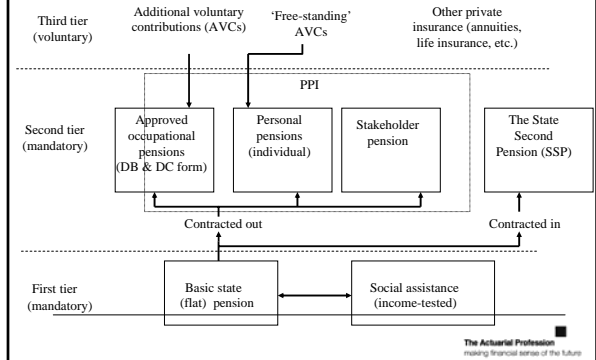 Third tier
(voluntary)
Additional voluntary
contributions (AVCs)
‘Free-standing’
AVCs
Other private
insurance (annuities,
life insurance, etc.)
PPI
Second tier
(mandatory)
Approved
occupational
pensions
(DB & DC form)
Personal
pensions
(individual)
Stakeholder
pension
The State
Second
Pension (SSP)
Contracted out
Contracted in
First tier
(mandatory)
Basic state
(flat) pension
Social assistance
(income-tested)
The Actuarial Profession
making financial sense of the future